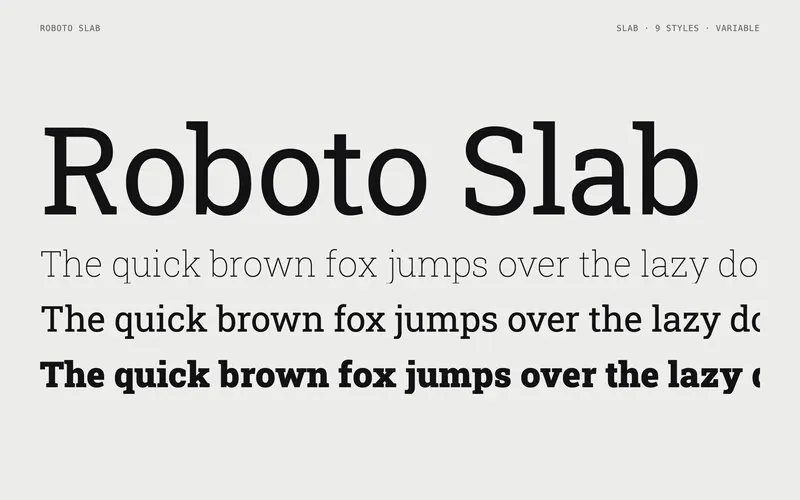 ROBOTO SLAB
SLAB · 9 STYLES · VARIABLE
Roboto Slab
The quick brown fox jumps over the lazy do
The quick brown fox jumps over the lazy do
The quick brown fox jumps over the lazy